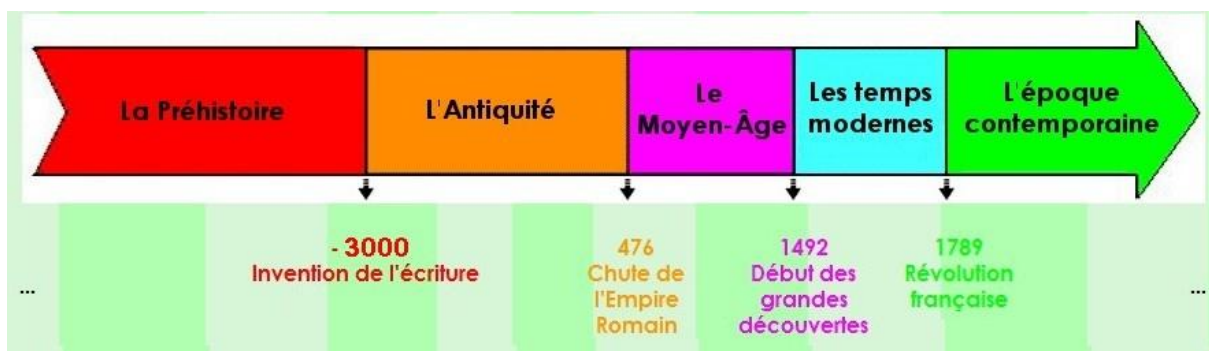 La Préhistoire
L'Antiquité
Le
Moyen-Âge
Les temps
modernes
L'époque
contemporaine
- 3000
Invention de l'écriture
476
Chute de
l'Empire
Romain
1492
Début des
grandes
découvertes
1789
Révolution
française
...
...